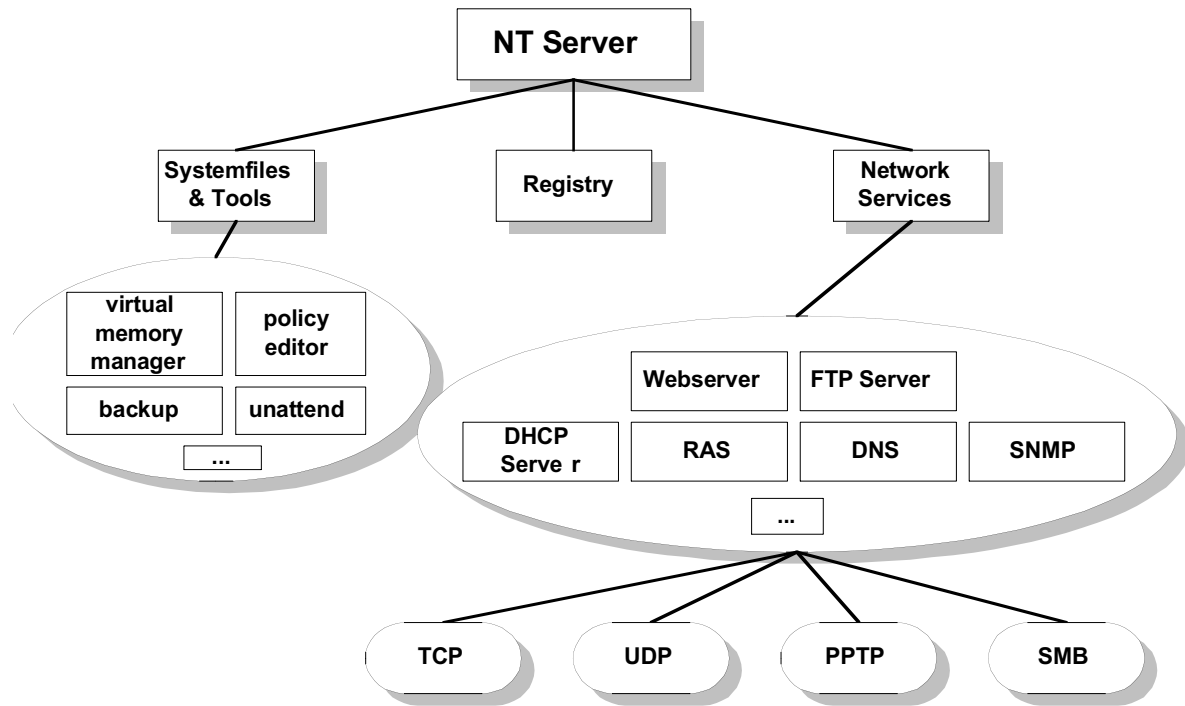 NT Server
Systemfiles
& Tools
Registry
Network
Services
virtual
memory
manager
policy
editor
backup
unattend
...
Webserver
FTP Server
DHCP
Serve r
RAS
DNS
SNMP
...
TCP
UDP
PPTP
SMB